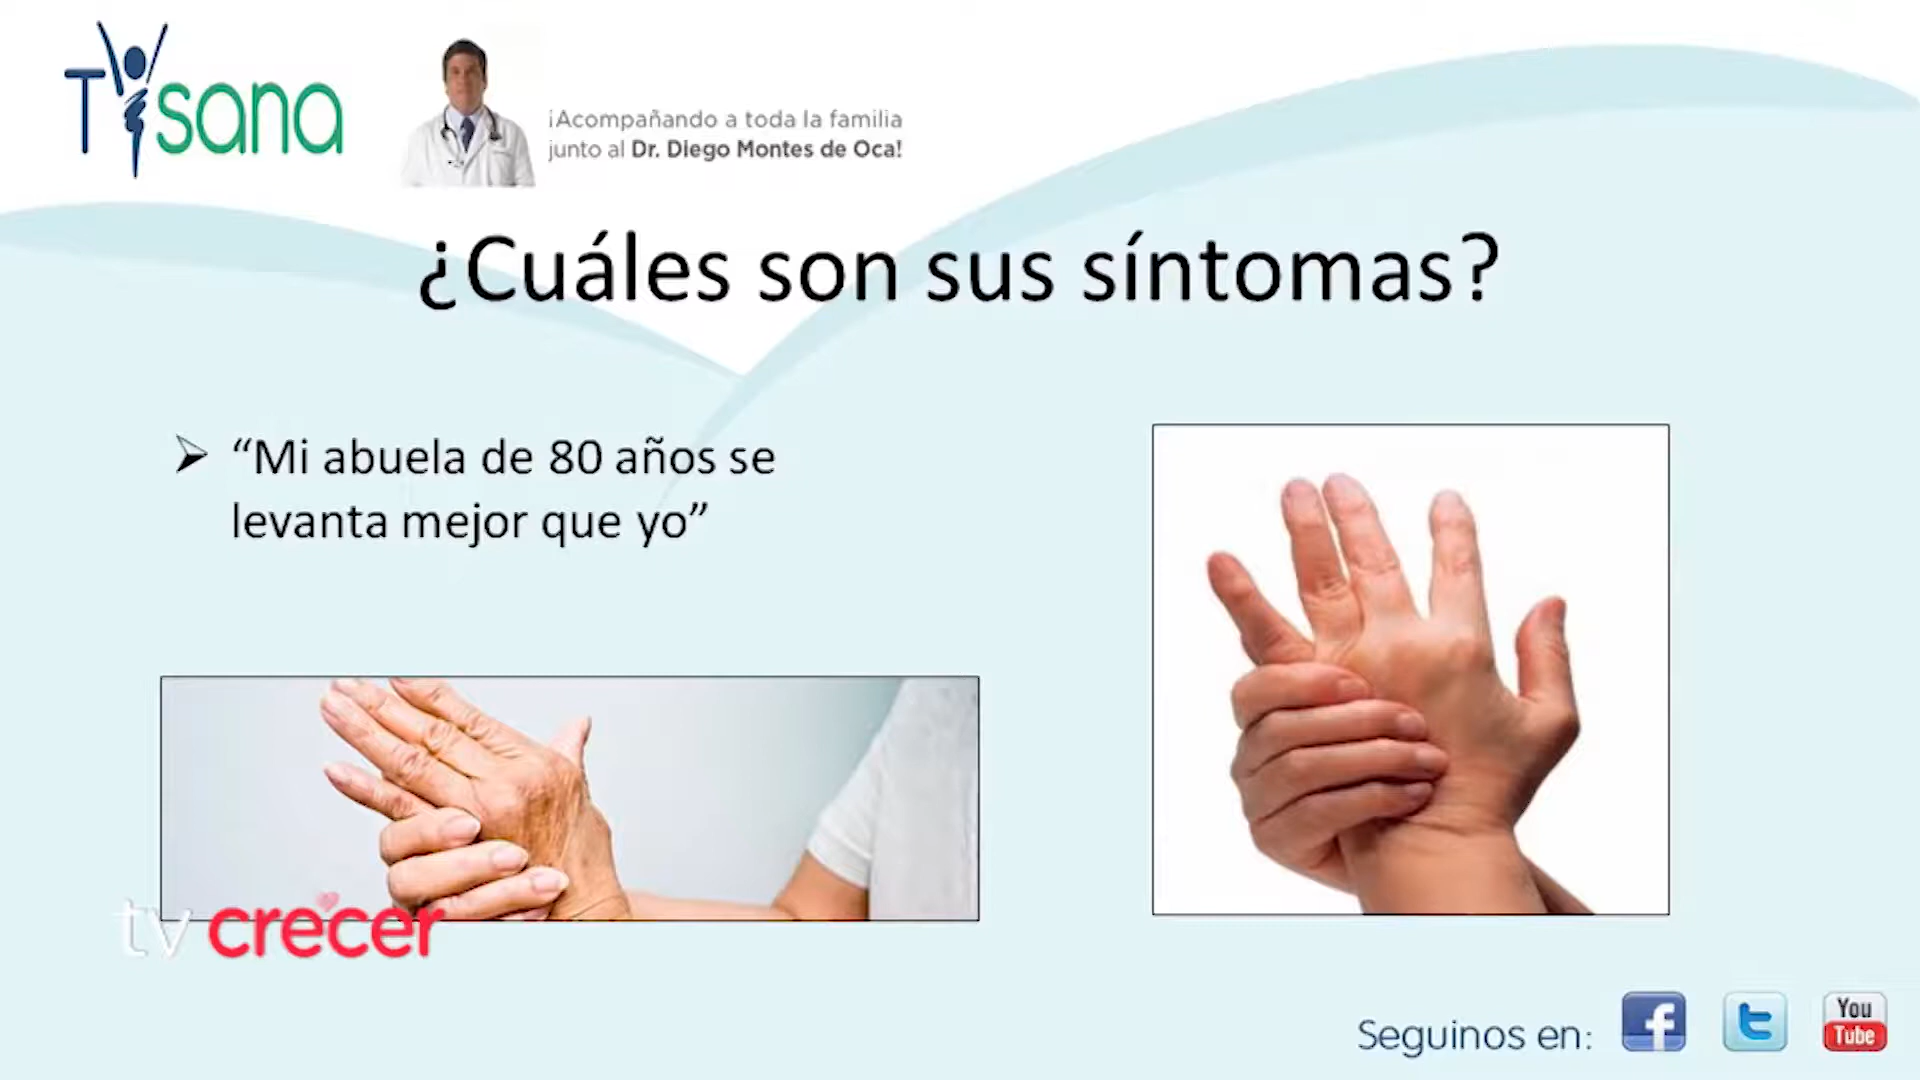 TYsana
¡Acompañando a toda la familia
junto al Dr. Diego Montes de Oca!
¿Cuáles son sus síntomas?
“Mi abuela de 80 años se
levanta mejor que yo”
tv crecer
Seguinos en:
You
Tube